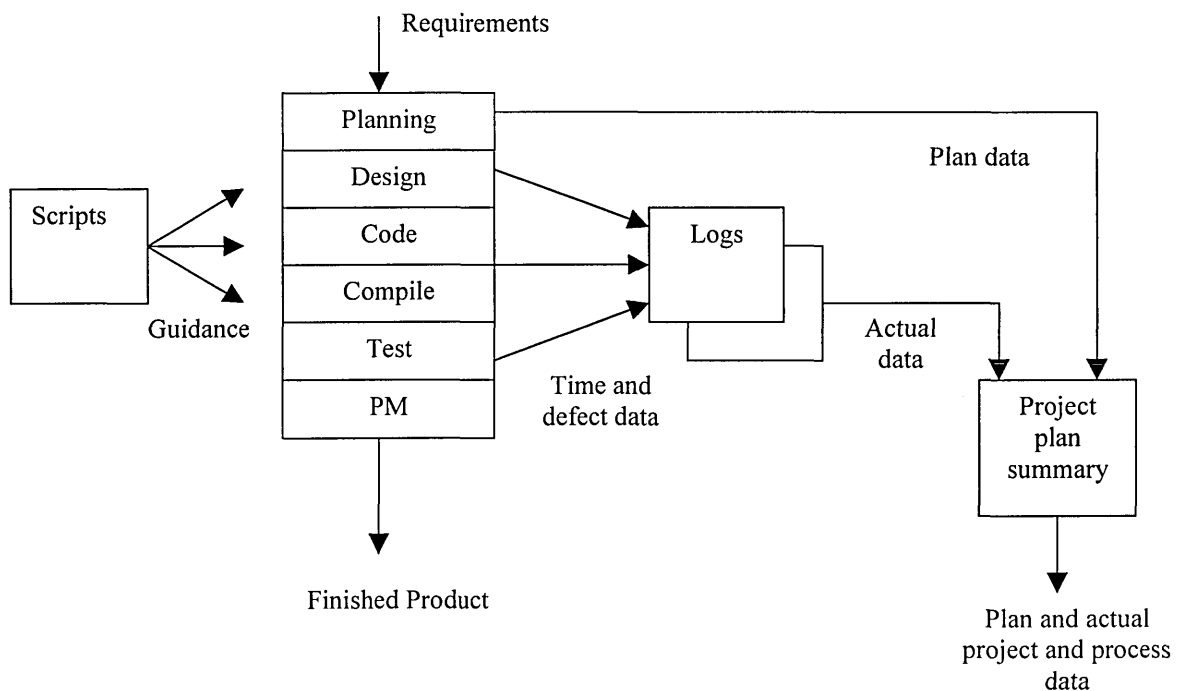 Requirements
Planning
Plan data
Design
Scripts
Code
Logs
Compile
Guidance
Test
Actual
data
Time and
defect data
PM
Project
plan
summary
Finished Product
Plan and actual
project and process
data